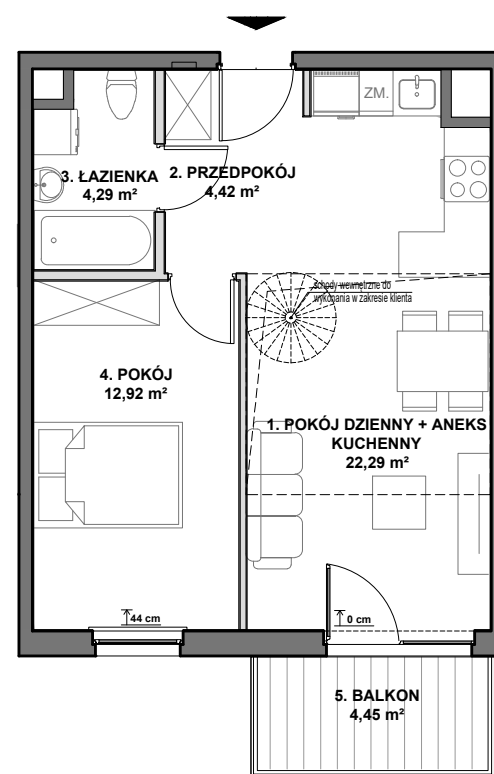 ZM.
3. ŁAZIENKA
4,29 m²
2. PRZEDPOKÓJ
4,42 m²
schody wewnętrzne do
wykonania w zakresie klienta
4. POKÓJ
12,92 m²
1. POKÓJ DZIENNY + ANEKS
KUCHENNY
22,29 m²
44 cm
0 cm
5. BALKON
4,45 m²